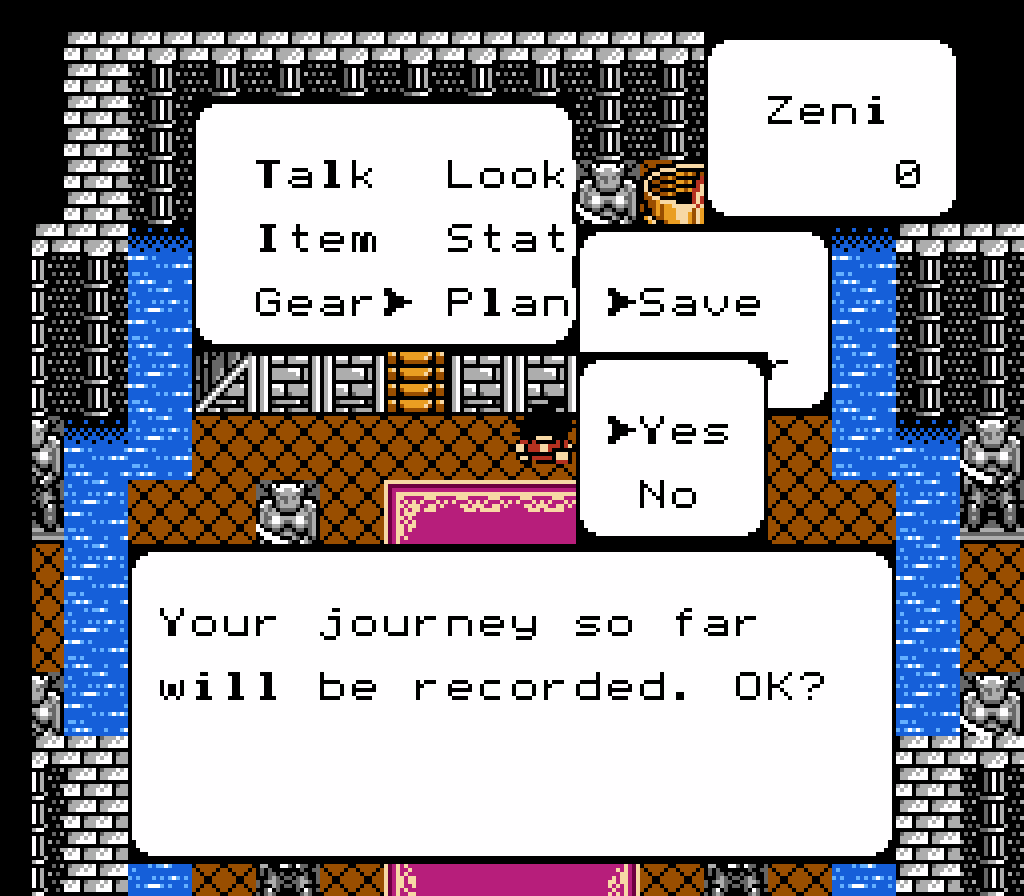 Zeni
0
Talk Look
Item Stat
Gear Plan
Save
Yes
No
Your journey so far
will be recorded. OK?